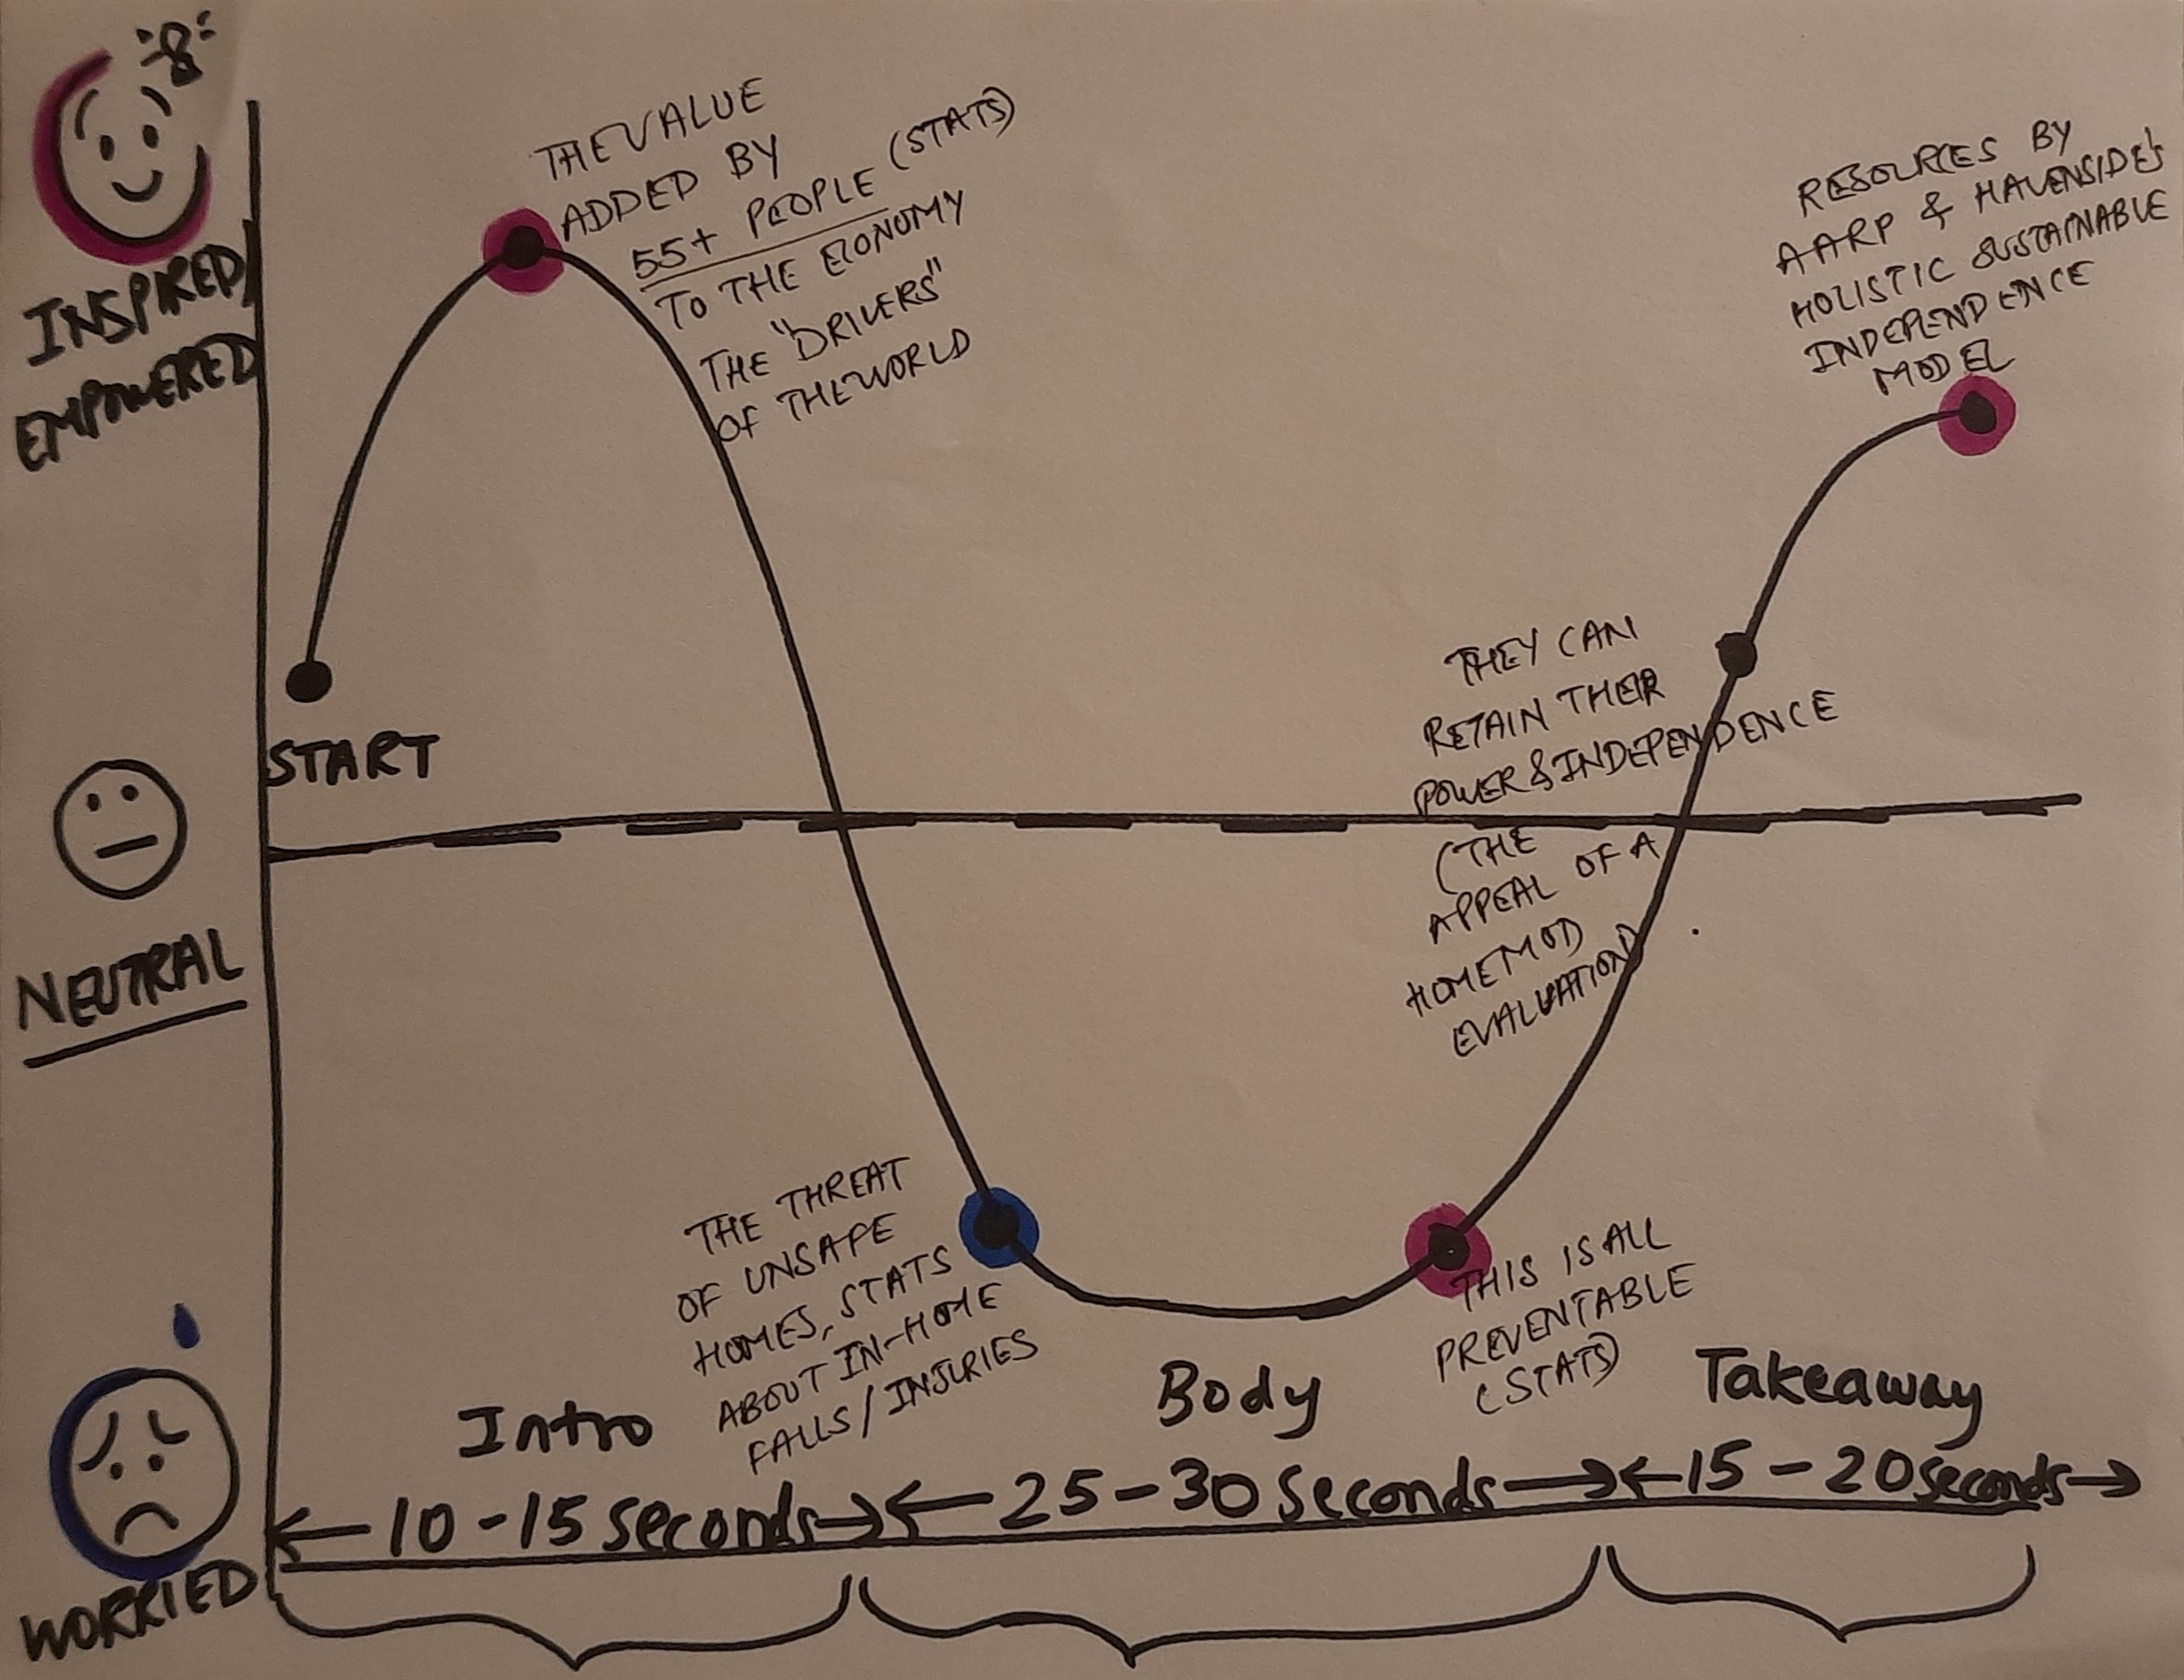 INSPIRED/
EMPOWERED
THE VALUE
ADDED BY
55+ PEOPLE (STATS)
TO THE ECONOMY
THE "DRIVERS"
OF THE WORLD
RESOURCES BY
AARP & HAVENSIDE'S
HOLISTIC SUSTAINABLE
INDEPENDENCE
MODEL
START
THEY CAN
RETAIN THEIR
POWER & INDEPENDENCE
(THE
APPEAL OF A
HOMEMOD
EVALUATION)
NEUTRAL
THE THREAT
OF UNSAFE
HOMES, STATS
ABOUT IN-HOME
FALLS/INJURIES
THIS IS ALL
PREVENTABLE
(STATS)
Intro
Body
Takeaway
10-15 seconds
25-30 seconds
15-20 seconds
WORRIED